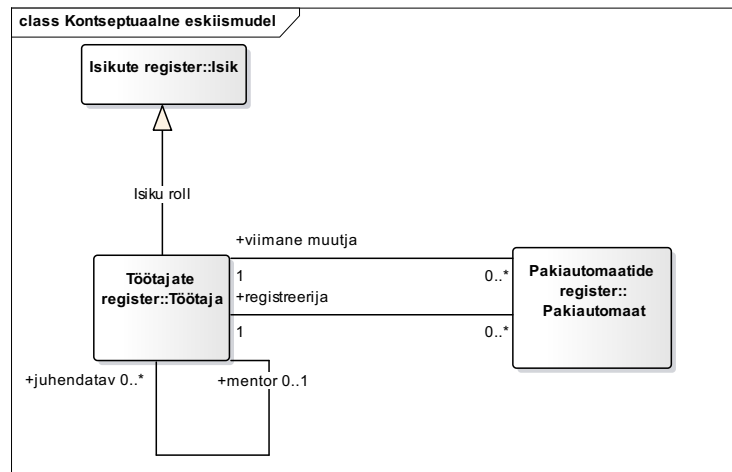 class Kontseptuaalne eskiismudel
Isikute register::Isik
Isiku roll
+viimane muutja
Töötajate
register::Töötaja
1
0..*
Pakiautomaatide
register::
Pakiautomaat
+registreerija
1
0..*
+juhendatav 0..*
+mentor 0..1